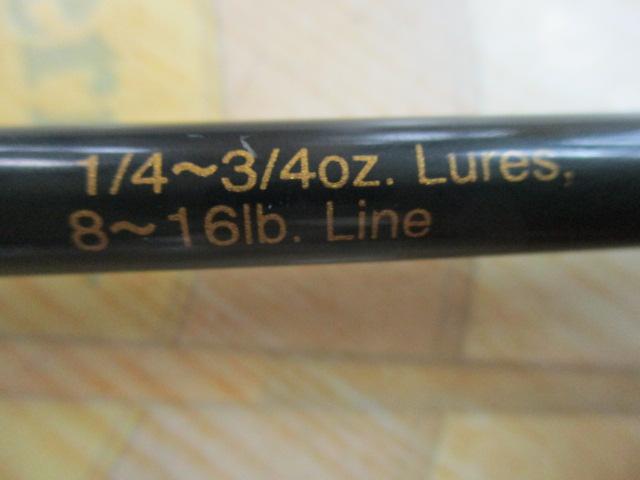 1/4~3/4oz. Lures,
8~16lb. Line